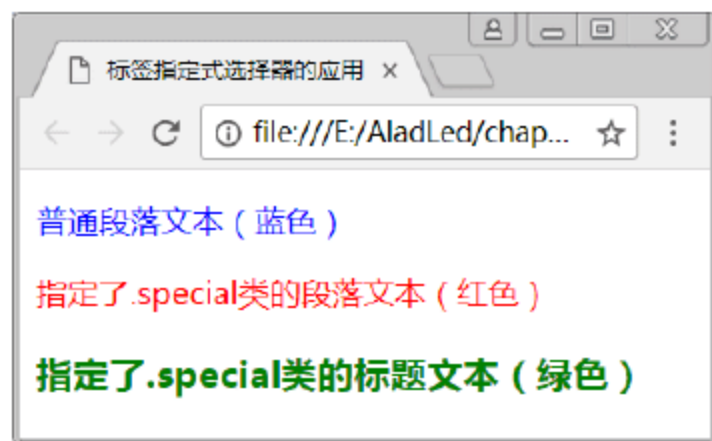 标签指定式选择器的应用
file:///E:/AladLed/chap...
普通段落文本（蓝色）
指定了.special类的段落文本（红色）
指定了.special类的标题文本（绿色）